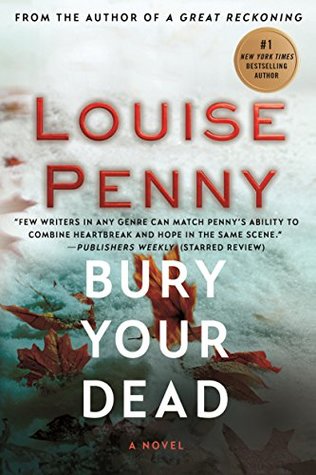 FROM THE AUTHOR OF A GREAT RECKONING
#1
NEW YORK TIMES
BESTSELLING
AUTHOR
LOUISE
PENNY
"FEW WRITERS IN ANY GENRE CAN MATCH PENNY'S ABILITY TO
COMBINE HEARTBREAK AND HOPE IN THE SAME SCENE."
—PUBLISHERS WEEKLY (STARRED REVIEW)
BURY
YOUR
DEAD
A NOVEL